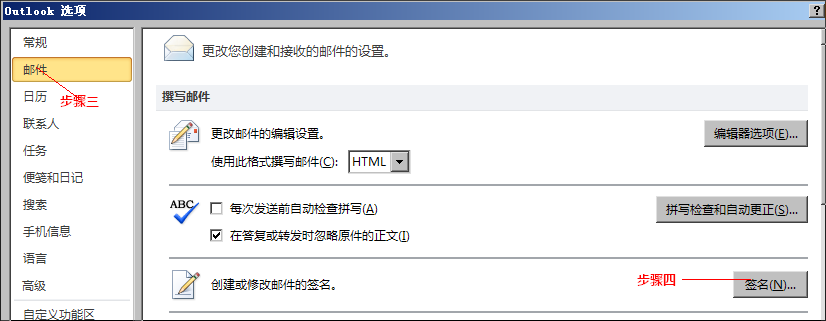 Outlook 选项
常规
邮件
步骤三
日历
联系人
任务
便笺和日记
搜索
手机信息
语言
高级
自定义功能区
更改您创建和接收的邮件的设置。
撰写邮件
更改邮件的编辑设置。
编辑器选项(E)...
使用此格式撰写邮件(C): HTML
ABC
每次发送前自动检查拼写(A)
拼写检查和自动更正(S)...
在答复或转发时忽略原件的正文(I)
创建或修改邮件的签名。
步骤四
签名(N)...